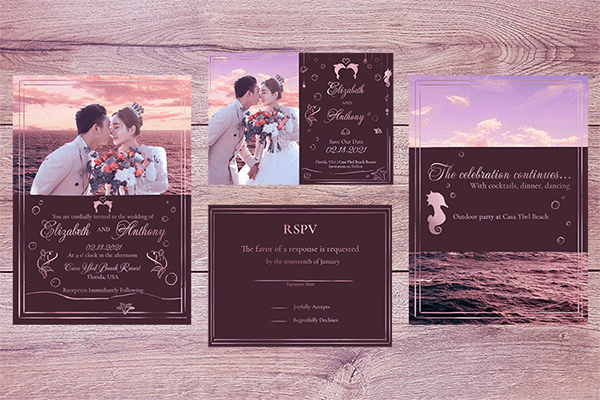 You are cordially invited to the wedding of
Elizabeth AND Anthony
02.18.2021
At 4 o'clock in the afternoon
Casa Ybel Beach Resort
Florida, USA
Reception Immediately Following
Elizabeth
AND
Anthony
Save Our Date
02.18.2021
Florida, USA | Casa Ybel Beach Resort
Invitation to Follow
RSPV
The favor of a response is requested
by the nineteenth of January
Signature Here
Joyfully Accepts
Regretfully Declines
The celebration continues...
With cocktails, dinner, dancing
Outdoor party at Casa Ybel Beach